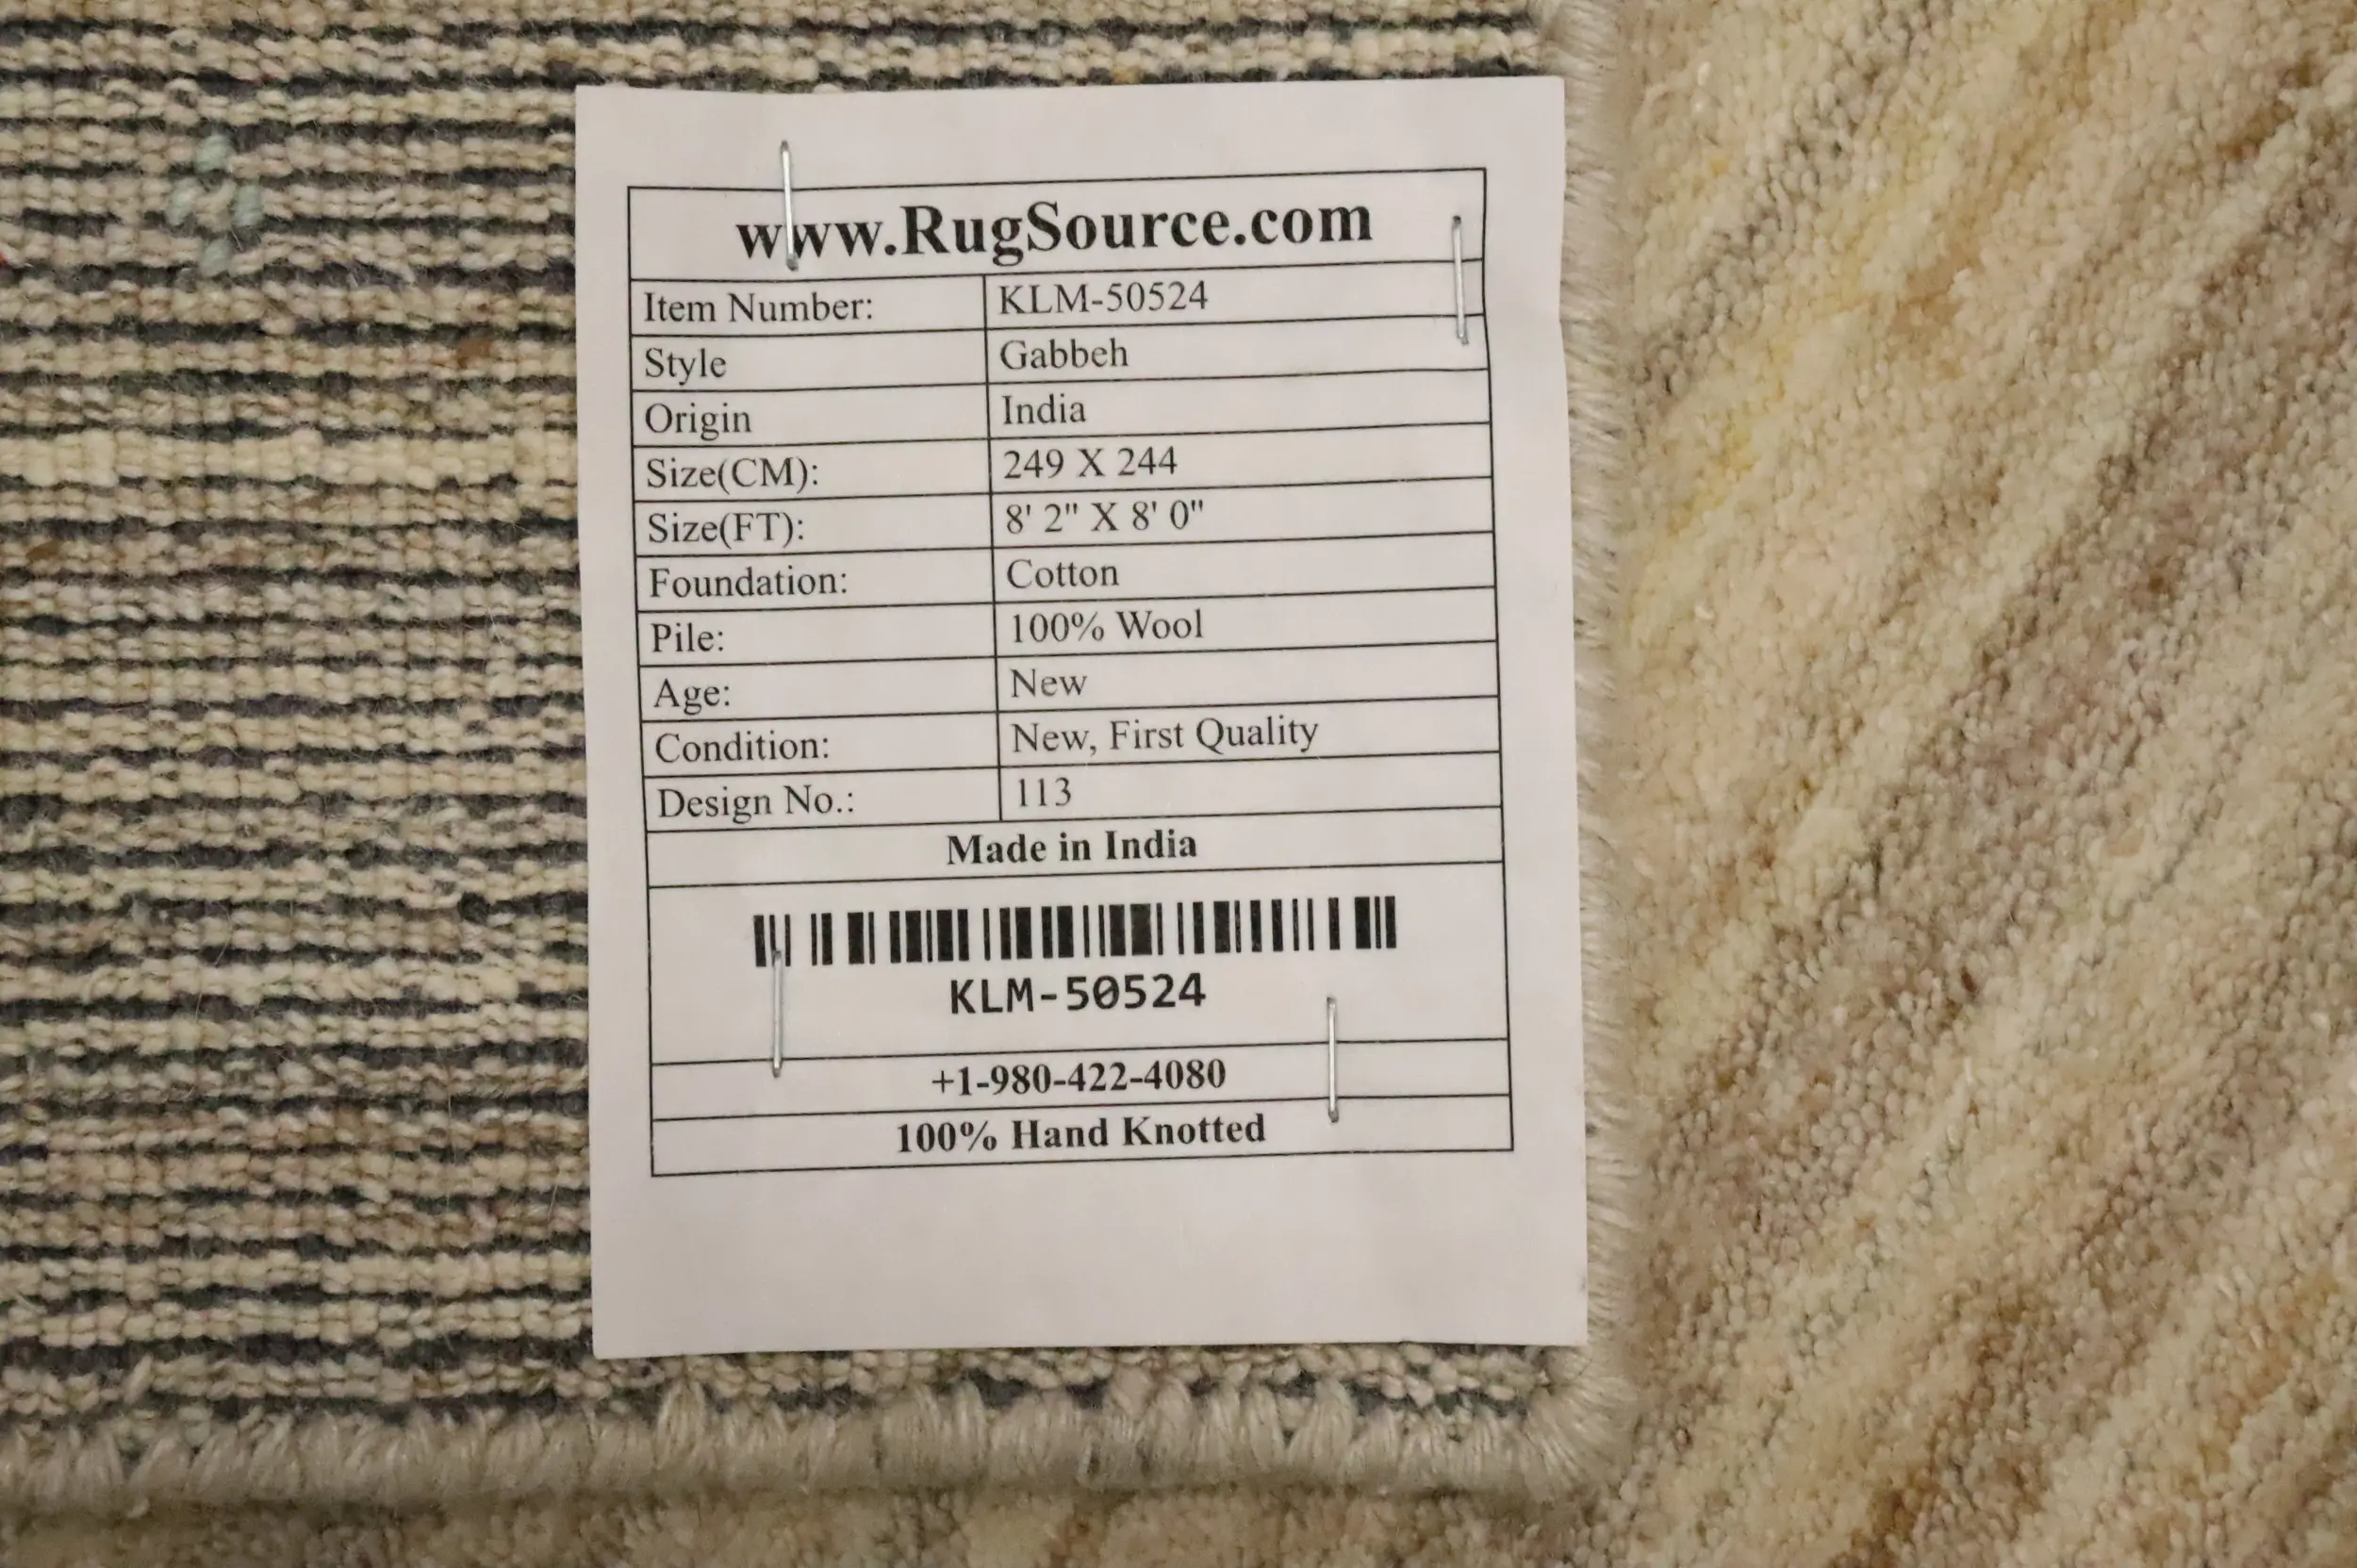 www.RugSource.com
Item Number: KLM-50524
Style Gabbeh
Origin India
Size(CM): 249 X 244
Size(FT): 8' 2" X 8' 0"
Foundation: Cotton
Pile: 100% Wool
Age: New
Condition: New, First Quality
Design No.: 113
Made in India
KLM-50524
+1-980-422-4080
100% Hand Knotted